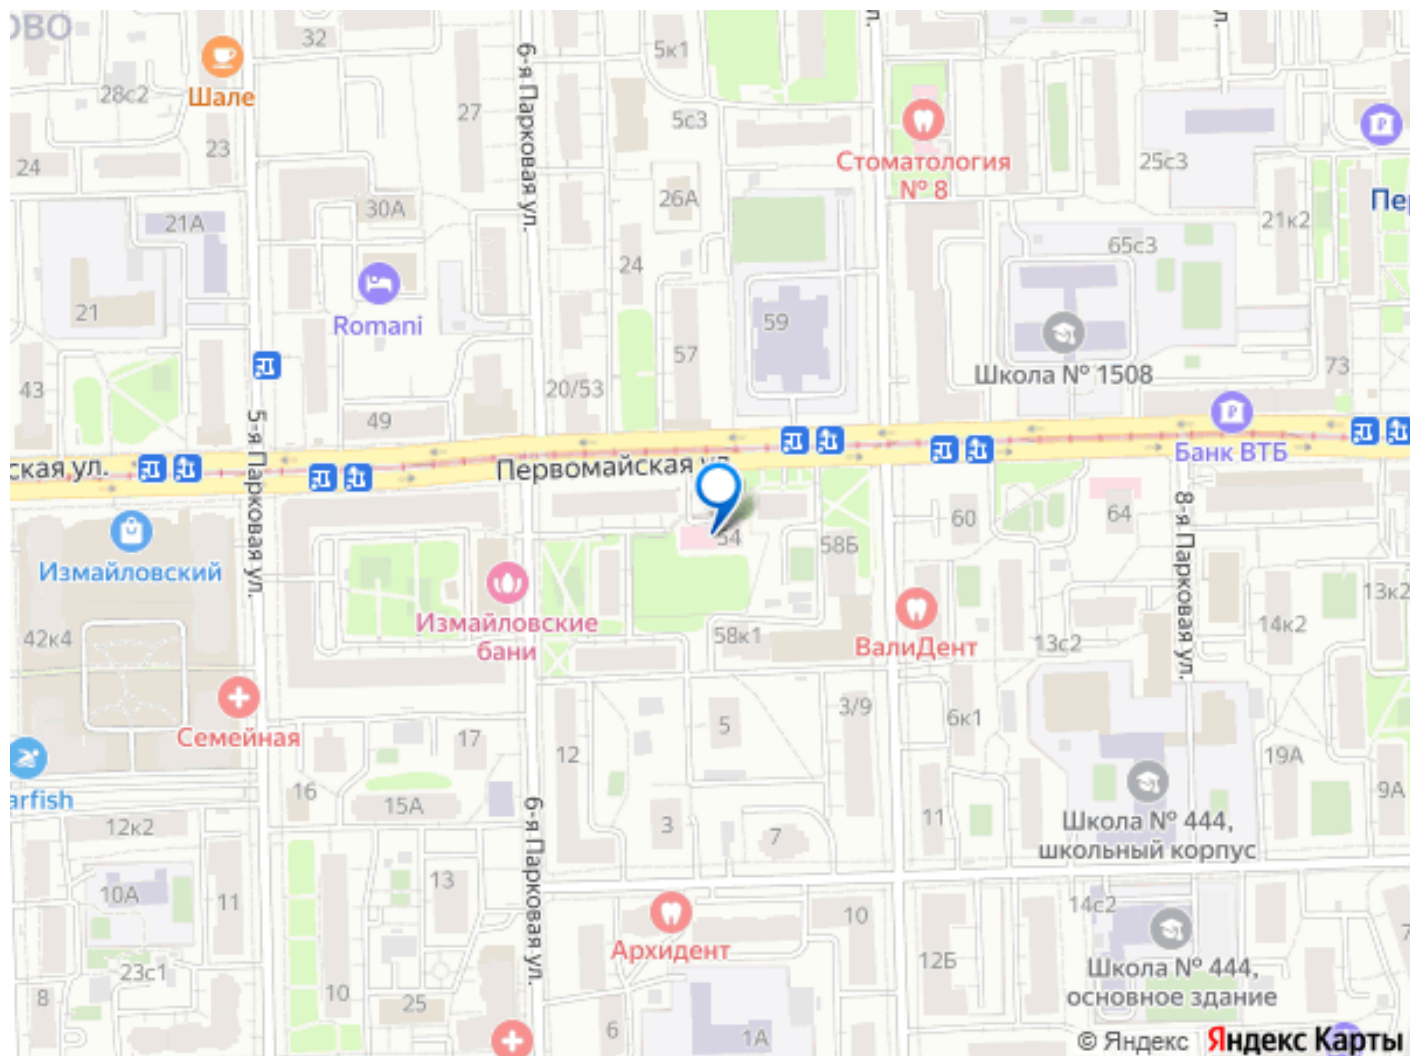 ОВО
32
5к1
ул.
ул.
Шале
28с2
27
5с3
23
24
Стоматология
№ 8
25с3
6-я Парковая ул.
26А
30А
21А
Пер
21к2
65с3
24
21
Romani
59
57
Школа № 1508
73
43
20/53
49
5-я Парковая ул.
ская ул.
Первомайская ул.
Банк ВТБ
60
64
8-я Парковая ул.
54
58Б
Измайловский
Измайловские
бани
13к2
42к4
58к1
ВалиДент
13с2
14к2
Семейная
17
12
5
3/9
6к1
19А
9А
arfish
16
15А
6-я Парковая ул.
12к2
3
7
11
Школа № 444,
школьный корпус
10А
11
13
14с2
10
Архидент
12Б
23с1
8
10
25
Школа № 444,
основное здание
6
1А
7
© Яндекс Яндекс Карты